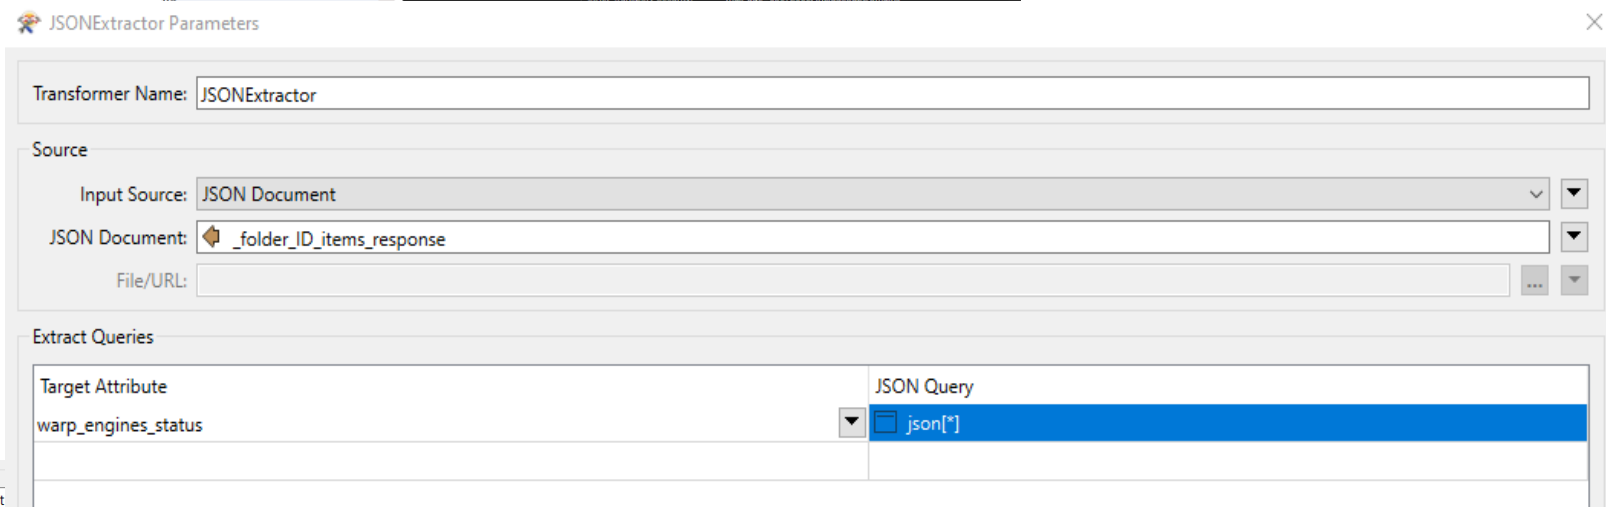 JSONExtractor Parameters
Transformer Name: JSONExtractor
Source
Input Source: JSON Document
JSON Document: _folder_ID_items_response
File/URL: ...
Extract Queries
Target Attribute JSON Query
warp_engines_status json[*]
t